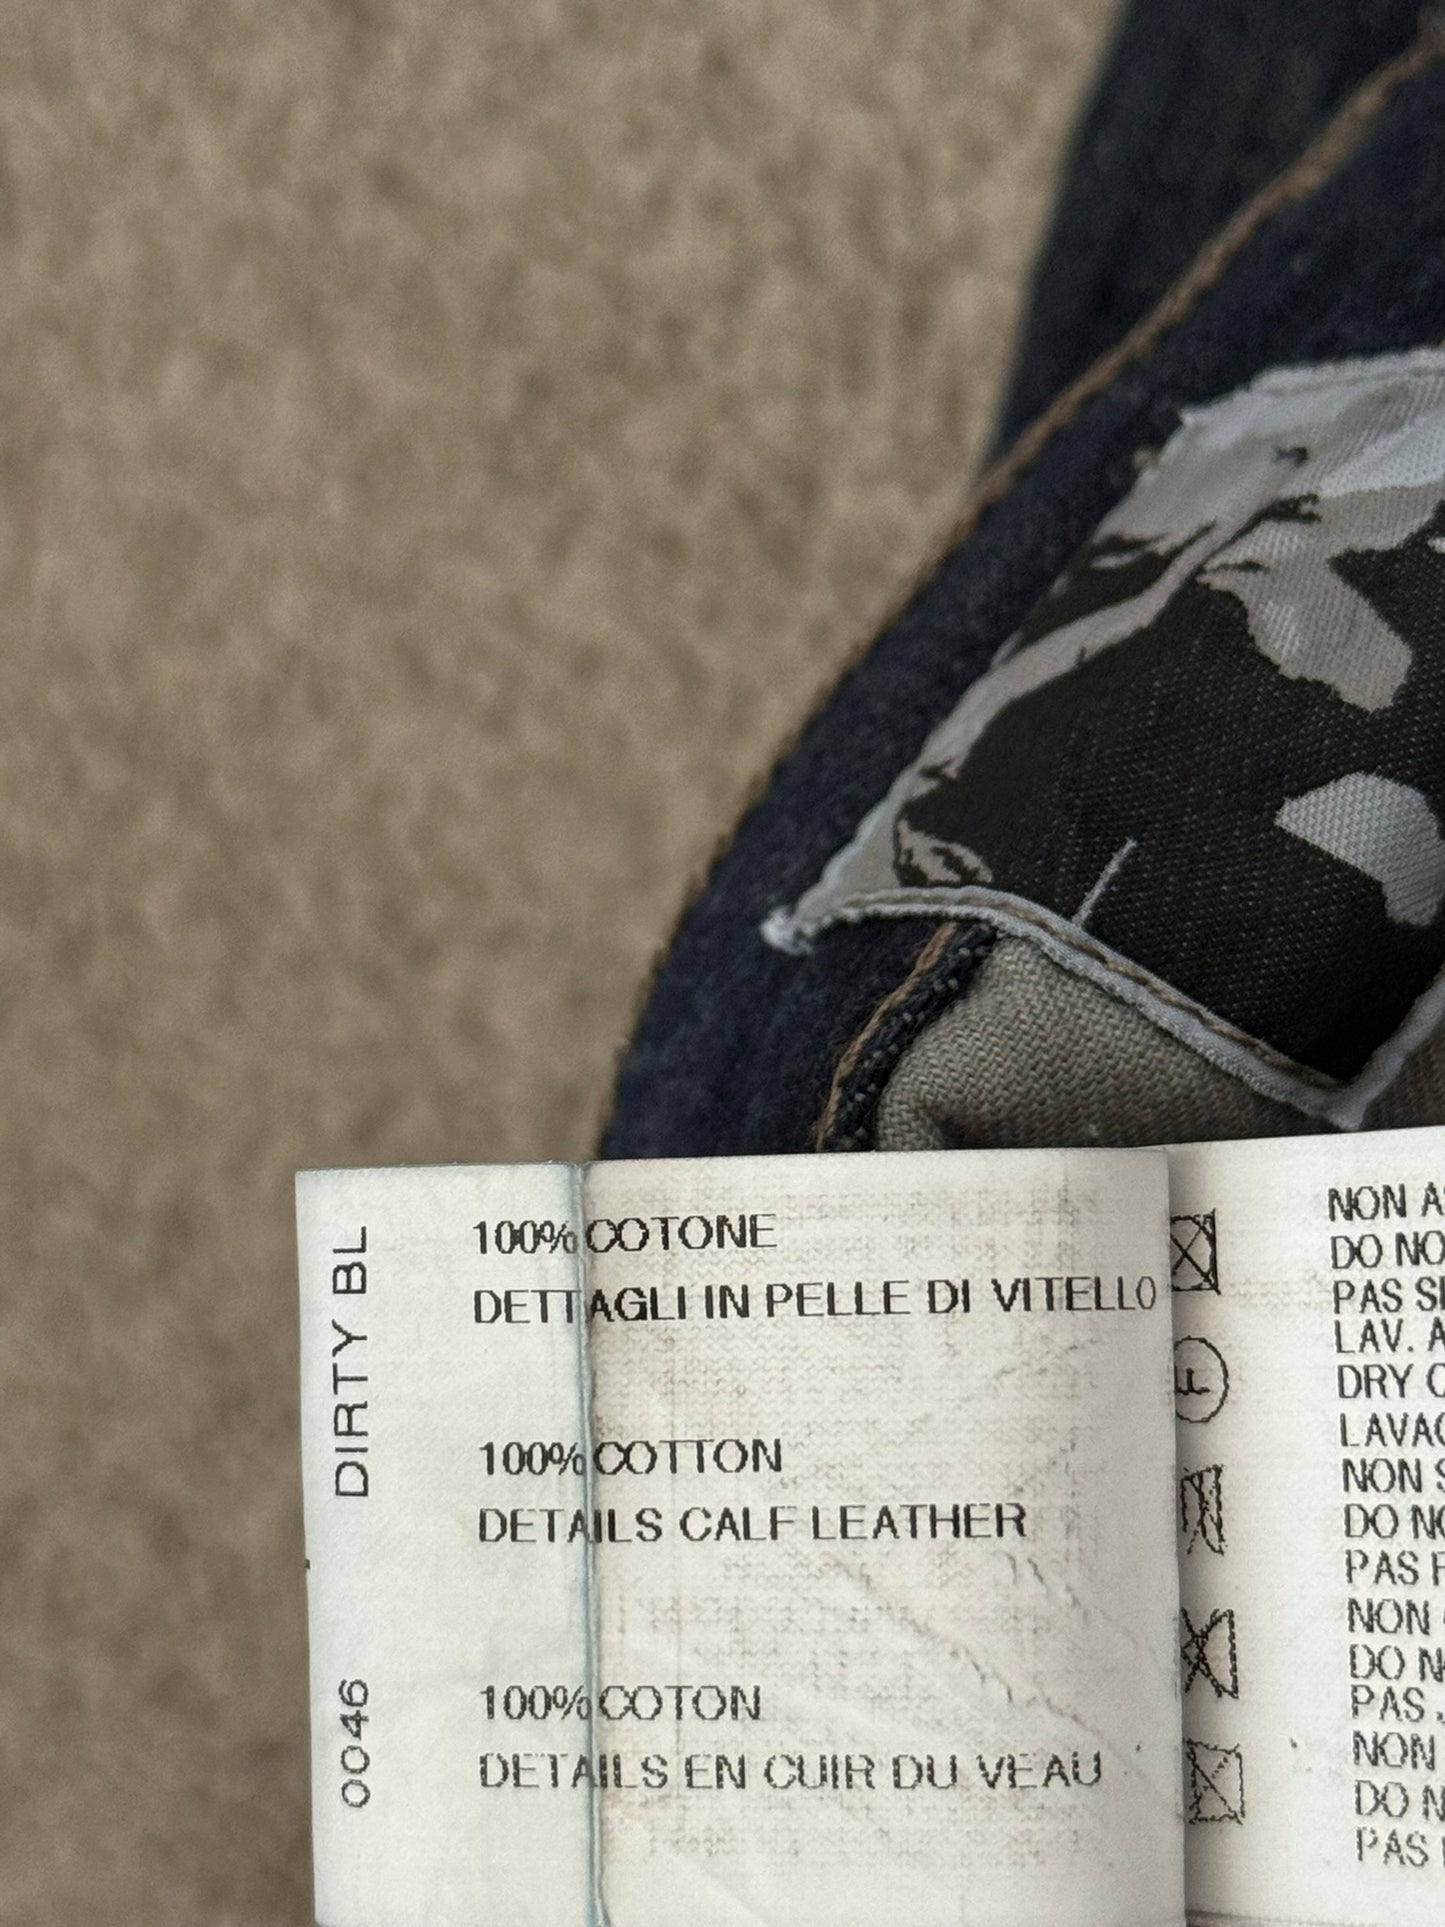 DIRTY BL
0046
100% COTONE
DETTAGLI IN PELLE DI VITELLO
100% COTTON
DETAILS CALF LEATHER
100% COTON
DETAILS EN CUIR DU VEAU
F
NON
DO NO
PAS
LAV. A
DRY
NON
DO NO
PAS
NON
DO N
PAS
NON
DO N
PAS